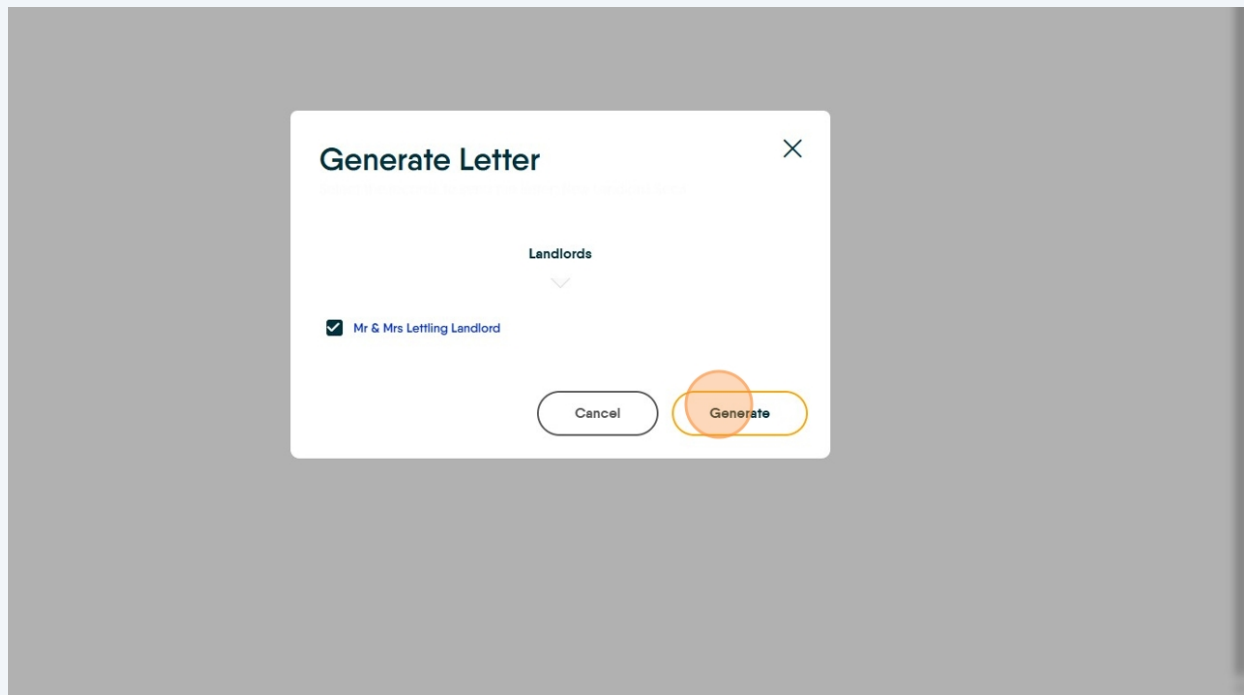 Generate Letter
Landlords
Mr & Mrs Lettling Landlord
Cancel
Generate